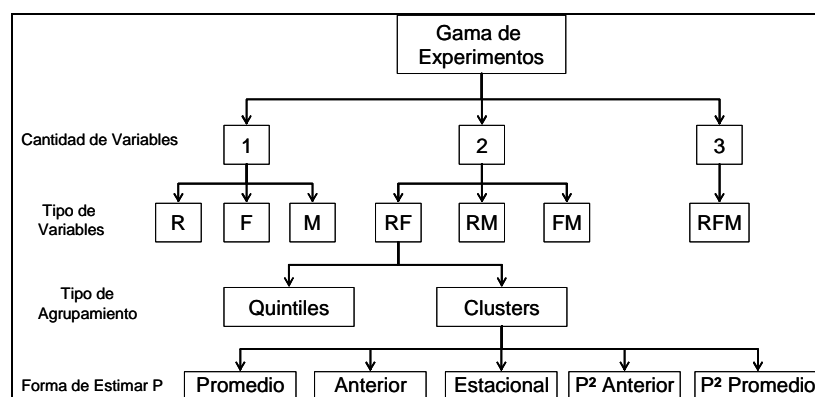 Gama de
Experimentos
Cantidad de Variables
1
2
3
Tipo de
Variables
R
F
M
RF
RM
FM
RFM
Tipo de
Agrupamiento
Quintiles
Clusters
Forma de Estimar P
Promedio
Anterior
Estacional
P² Anterior
P² Promedio